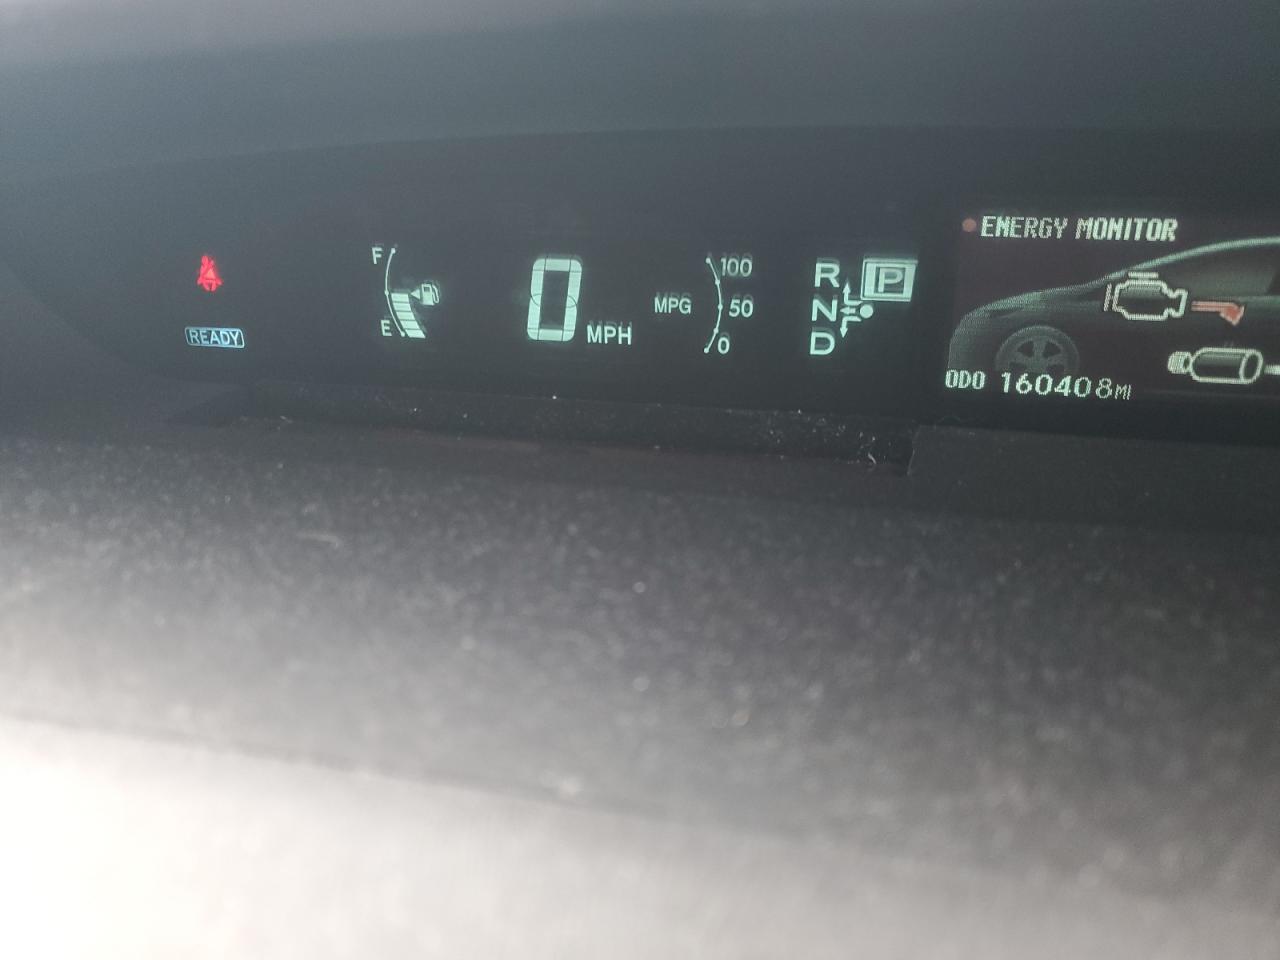 READY
F
E
0 MPH
MPG
100
50
0
R
N
D
P
ENERGY MONITOR
ODO 160408MI